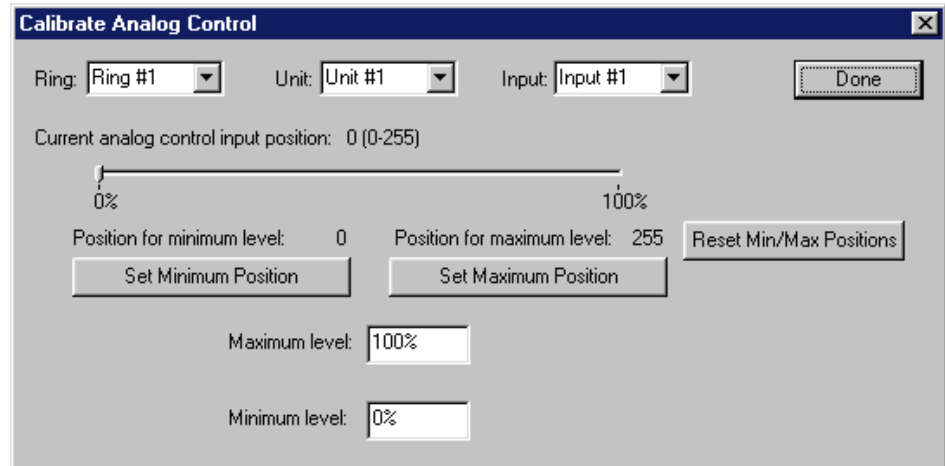 Calibrate Analog Control
Ring: Ring #1 Unit: Unit #1 Input: Input #1 Done
Current analog control input position: 0 (0-255)
0% 100%
Position for minimum level: 0 Position for maximum level: 255 Reset Min/Max Positions
Set Minimum Position Set Maximum Position
Maximum level: 100%
Minimum level: 0%